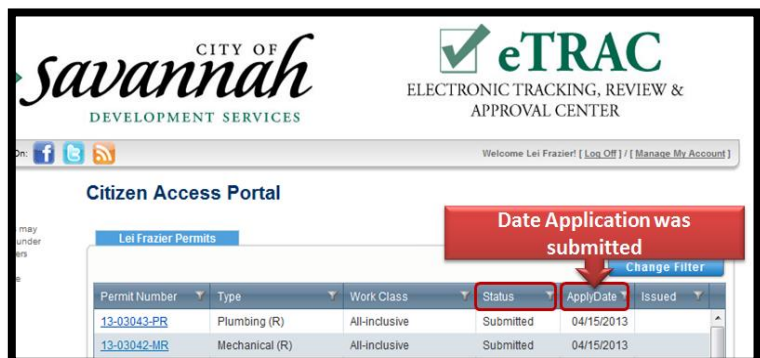 CITY OF
Savannah
DEVELOPMENT SERVICES
eTRAC
ELECTRONIC TRACKING, REVIEW &
APPROVAL CENTER
On:
Welcome Lei Frazier! [ Log Off ] / [ Manage My Account ]
Citizen Access Portal
may
under
ers
e
Lei Frazier Permits
Date Application was
submitted
Change Filter
Permit Number Type Work Class Status ApplyDate Issued
13-03043-PR Plumbing (R) All-inclusive Submitted 04/15/2013
13-03042-MR Mechanical (R) All-inclusive Submitted 04/15/2013